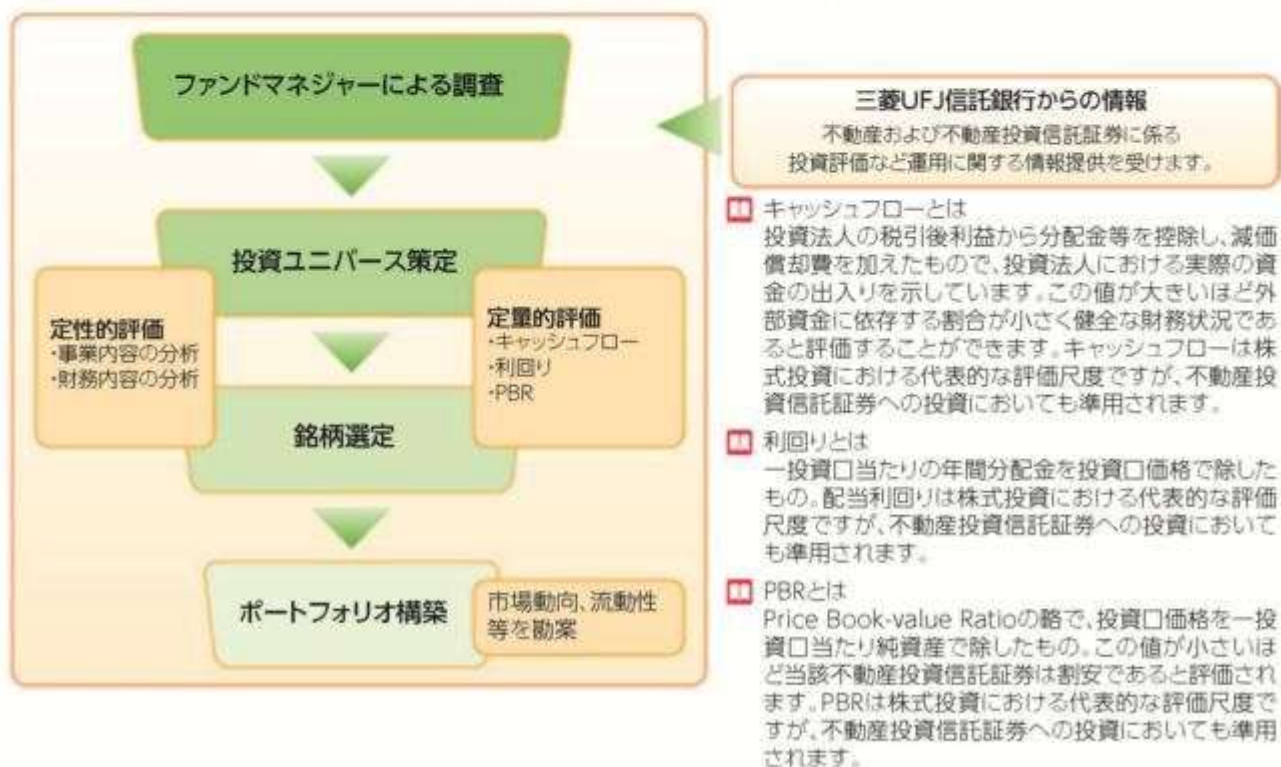 ファンドマネジャーによる調査
投資ユニバース策定
定性的評価
・事業内容の分析
・財務内容の分析
定量的評価
・キャッシュフロー
・利回り
・PBR
銘柄選定
ポートフォリオ構築
市場動向、流動性
等を勘案
三菱UFJ信託銀行からの情報
不動産および不動産投資信託証券に係る
投資評価など運用に関する情報提供を受けます。
キャッシュフローとは
投資法人の税引後利益から分配金等を控除し、減価
償却費を加えたもので、投資法人における実際の資
金の出入りを示しています。この値が大きいほど外
部資金に依存する割合が小さく健全な財務状況であ
ると評価することができます。キャッシュフローは株
式投資における代表的な評価尺度ですが、不動産投
資信託証券への投資においても準用されます。
利回りとは
一投資口当たりの年間分配金を投資口価格で除した
もの。配当利回りは株式投資における代表的な評価
尺度ですが、不動産投資信託証券への投資において
も準用されます。
PBRとは
Price Book-value Ratioの略で、投資口価格を一投
資口当たり純資産で除したもの。この値が小さいほ
ど当該不動産投資信託証券は割安であると評価され
ます。PBRは株式投資における代表的な評価尺度で
すが、不動産投資信託証券への投資においても準用
されます。